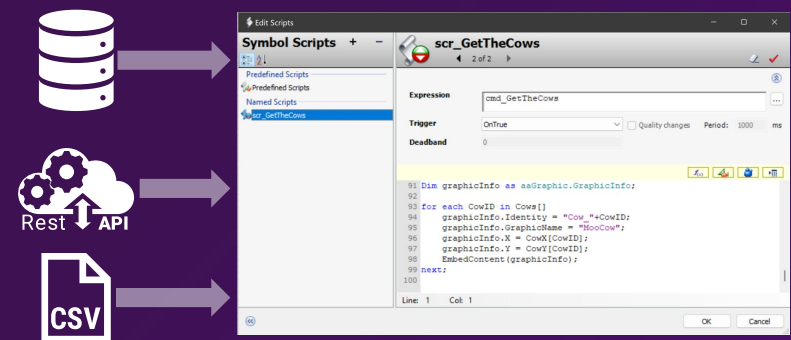 Edit Scripts
Symbol Scripts + -
Predefined Scripts
Predefined Scripts
Named Scripts
scr_GetTheCows
scr_GetTheCows
2 of 2
Expression
cmd_GetTheCows
...
Trigger
OnTrue
Quality changes
Period: 1000 ms
Deadband
0
91 Dim graphicInfo as aaGraphic.GraphicInfo;
92
93 for each CowID in Cows[]
94 graphicInfo.Identity = "Cow_"+CowID;
95 graphicInfo.GraphicName = "MooCow";
96 graphicInfo.X = CowX[CowID];
97 graphicInfo.Y = CowY[CowID];
98 EmbedContent(graphicInfo);
99 next;
100
Line: 1 Col: 1
OK Cancel
Rest API
CSV